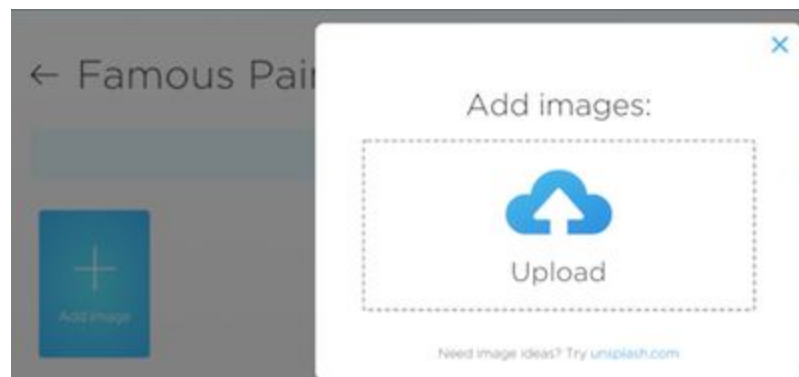 ← Famous Pai
Add images:
Upload
Add image
Need image ideas? Try unsplash.com